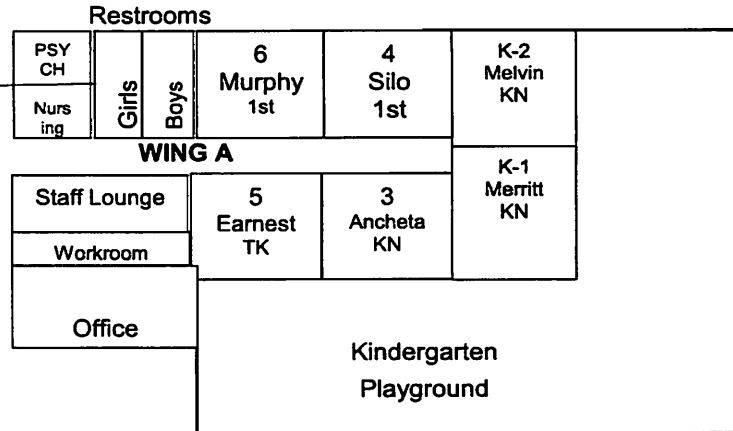 Restrooms
PSY
CH
Nurs
ing
Girls
Boys
6
Murphy
1st
4
Silo
1st
K-2
Melvin
KN
WING A
K-1
Merritt
KN
Staff Lounge
Workroom
Office
5
Earnest
TK
3
Ancheta
KN
Kindergarten
Playground